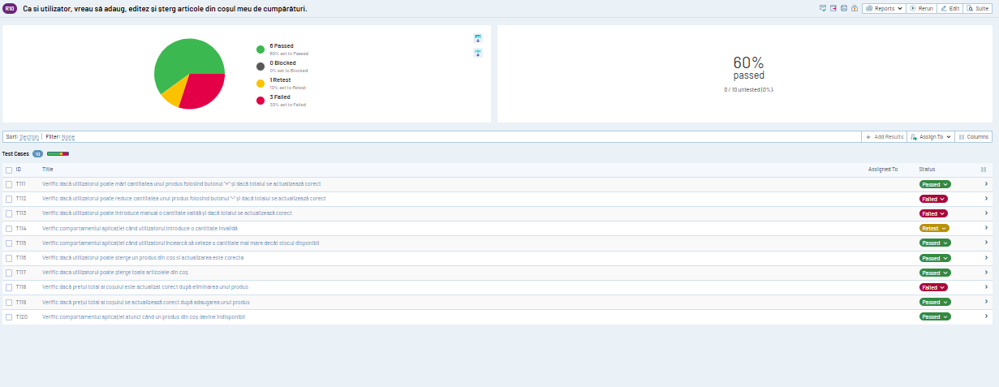 R10 Ca si utilizator, vreau să adaug, editez și șterg articole din coșul meu de cumpărături.
Reports Rerun Edit Suite
6 Passed
60% set to Passed
0 Blocked
0% set to Blocked
1 Retest
10% set to Retest
3 Failed
30% set to Failed
CSV
60%
passed
0 / 10 untested (0%).
Sort: Section | Filter: None
+ Add Results Assign To Columns
Test Cases 10
ID Title Assigned To Status
T111 Verific dacă utilizatorul poate mări cantitatea unui produs folosind butonul "+" și dacă totalul se actualizează corect Passed
T112 Verific dacă utilizatorul poate reduce cantitatea unui produs folosind butonul "-" și dacă totalul se actualizează corect Failed
T113 Verific dacă utilizatorul poate introduce manual o cantitate validă și dacă totalul se actualizează corect Failed
T114 Verific comportamentul aplicației când utilizatorul introduce o cantitate invalidă Retest
T115 Verific comportamentul aplicației când utilizatorul încearcă să seteze o cantitate mai mare decât stocul disponibil Passed
T116 Verific dacă utilizatorul poate șterge un produs din coș si actualizarea este corecta Passed
T117 Verific daca utilizatorul poate șterge toate articolele din coș Passed
T118 Verific dacă prețul total al coșului este actualizat corect după eliminarea unui produs Failed
T119 Verific dacă prețul total al coșului se actualizează corect după adaugarea unui produs Passed
T120 Verific comportamentul aplicației atunci când un produs din coș devine indisponibil Passed